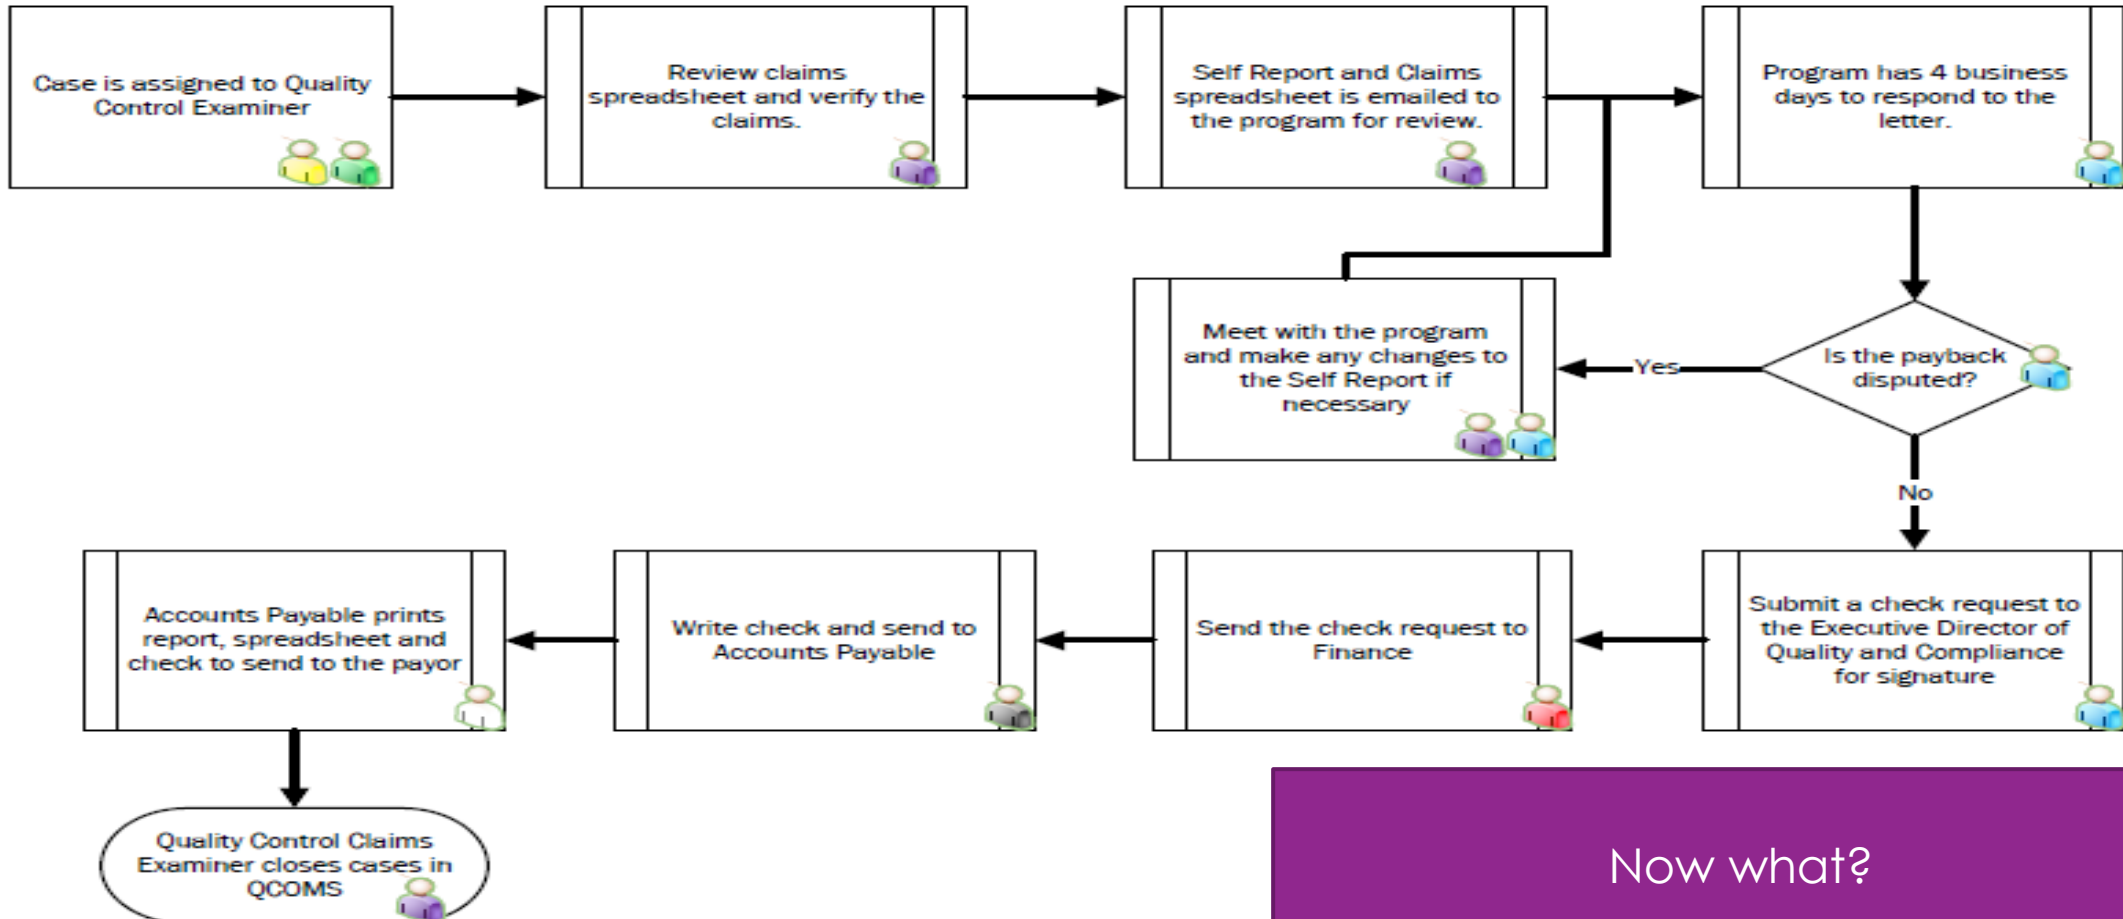 Case is assigned to Quality
Control Examiner
Review claims
spreadsheet and verify the
claims.
Self Report and Claims
spreadsheet is emailed to
the program for review.
Program has 4 business
days to respond to the
letter.
Is the payback
disputed?
Yes
Meet with the program
and make any changes to
the Self Report if
necessary
No
Submit a check request to
the Executive Director of
Quality and Compliance
for signature
Send the check request to
Finance
Write check and send to
Accounts Payable
Accounts Payable prints
report, spreadsheet and
check to send to the payor
Quality Control Claims
Examiner closes cases in
QCOMS
Now what?